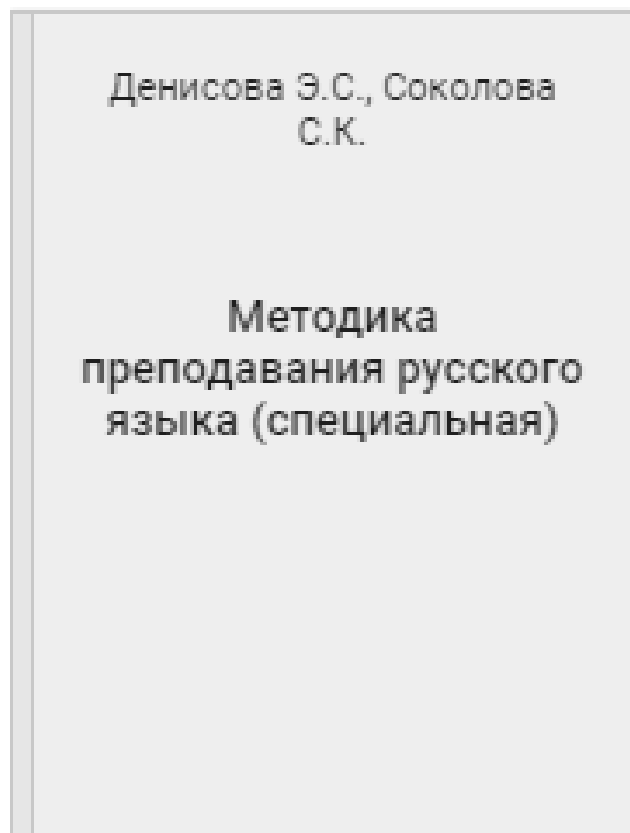 Денисова Э.С., Соколова
С.К.
Методика
преподавания русского
языка (специальная)